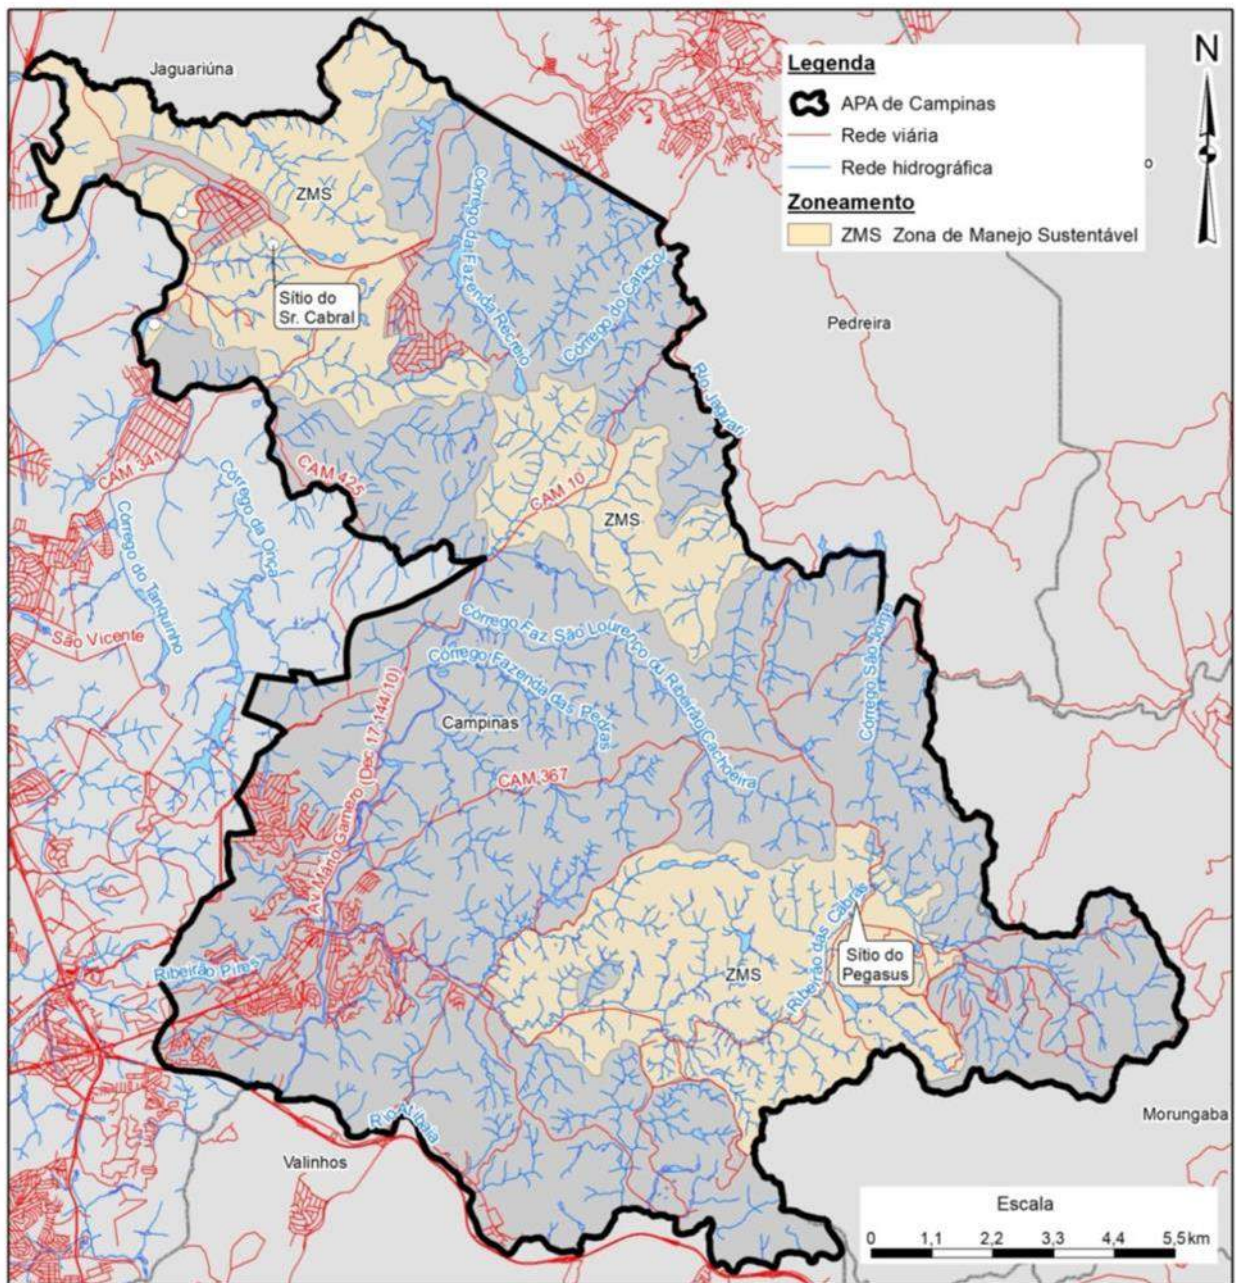 Jaguariúna
Legenda
APA de Campinas
Rede viária
Rede hidrográfica
Zoneamento
ZMS Zona de Manejo Sustentável
N
o
ZMS
Córrego da Fazenda Recreio
Córrego do Caracol
Sítio do
Sr. Cabral
Pedreira
Rio Jaguarí
CAM 341
CAM 425
CAM 10
ZMS
Córrego da Onça
Córrego do Tanquinho
São Vicente
Córrego Faz. São Lourenço ou Ribeirão Cachoeira
Córrego Fazenda das Pedras
Córrego São Jorge
Campinas
Av. Mário Garnero (Dec 17.144/10)
CAM 367
Ribeirão das Cabras
Sítio do
Pegasus
ZMS
Ribeirão Pires
Rio Atibaia
Valinhos
Morungaba
Escala
0 1,1 2,2 3,3 4,4 5,5 km